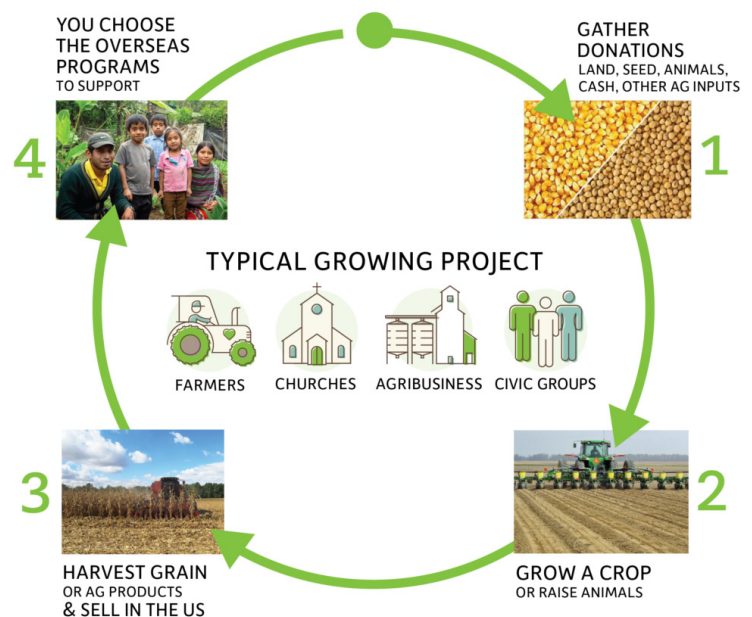 GATHER
DONATIONS
LAND, SEED, ANIMALS,
CASH, OTHER AG INPUTS
1
2
GROW A CROP
OR RAISE ANIMALS
3
HARVEST GRAIN
OR AG PRODUCTS
& SELL IN THE US
YOU CHOOSE
THE OVERSEAS
PROGRAMS
TO SUPPORT
4
TYPICAL GROWING PROJECT
FARMERS
CHURCHES
AGRIBUSINESS
CIVIC GROUPS